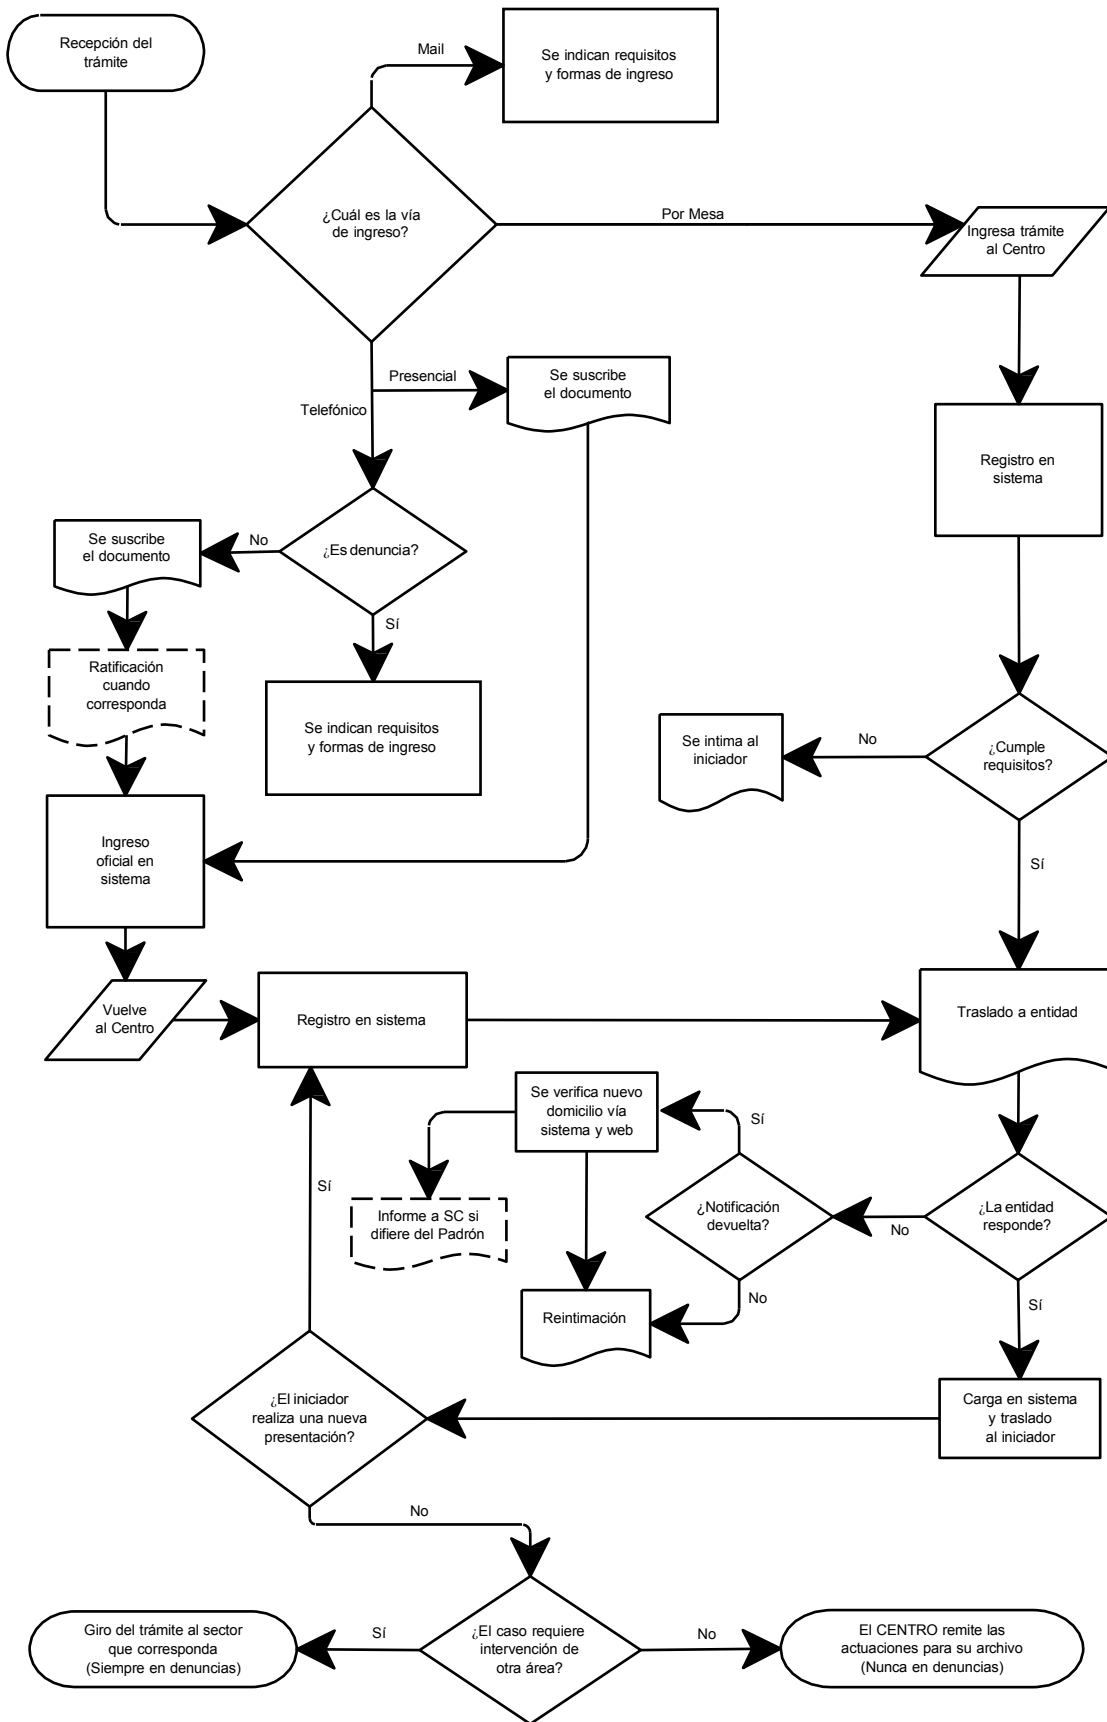 Recepción del
trámite
Mail
Se indican requisitos
y formas de ingreso
¿Cuál es la vía
de ingreso?
Por Mesa
Ingresa trámite
al Centro
Presencial
Se suscribe
el documento
Telefónico
Registro en
sistema
¿Es denuncia?
No
Se suscribe
el documento
Sí
Ratificación
cuando
corresponda
Se indican requisitos
y formas de ingreso
Se intima al
iniciador
No
¿Cumple
requisitos?
Ingreso
oficial en
sistema
Sí
Vuelve
al Centro
Registro en sistema
Traslado a entidad
Se verifica nuevo
domicilio vía
sistema y web
Sí
Sí
Sí
Informe a SC si
difiere del Padrón
¿Notificación
devuelta?
No
¿La entidad
responde?
No
Sí
Reintimación
¿El iniciador
realiza una nueva
presentación?
Carga en sistema
y traslado
al iniciador
No
Giro del trámite al sector
que corresponda
(Siempre en denuncias)
Sí
¿El caso requiere
intervención de
otra área?
No
El CENTRO remite las
actuaciones para su archivo
(Nunca en denuncias)